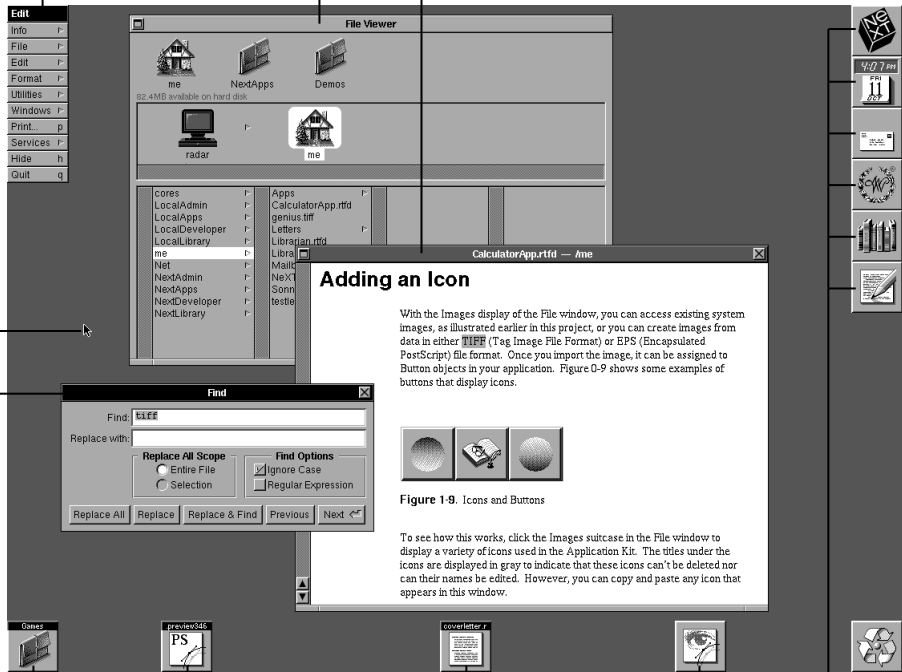 Edit
Info
File
Edit
Format
Utilities
Windows
Print... p
Services
Hide h
Quit q
File Viewer
me
NextApps
Demos
82.4MB available on hard disk
radar
me
cores
LocalAdmin
LocalApps
LocalDeveloper
LocalLibrary
me
Net
NextAdmin
NextApps
NextDeveloper
NextLibrary
Apps
CalculatorApp.rtfd
genius.tiff
Letters
Librarian.rtfd
CalculatorApp.rtfd — /me
Adding an Icon
With the Images display of the File window, you can access existing system
images, as illustrated earlier in this project, or you can create images from
data in either TIFF (Tag Image File Format) or EPS (Encapsulated
PostScript) file format. Once you import the image, it can be assigned to
Button objects in your application. Figure 0-9 shows some examples of
buttons that display icons.
Figure 1-9. Icons and Buttons
To see how this works, click the Images suitcase in the File window to
display a variety of icons used in the Application Kit. The titles under the
icons are displayed in gray to indicate that these icons can't be deleted nor
can their names be edited. However, you can copy and paste any icon that
appears in this window.
Find
Find: tiff
Replace with:
Replace All Scope
Entire File
Selection
Find Options
Ignore Case
Regular Expression
Replace All
Replace
Replace & Find
Previous
Next
NeXT
4:07 PM
FRI
11
OCT
Games
.preview346
PS
coverletter.r